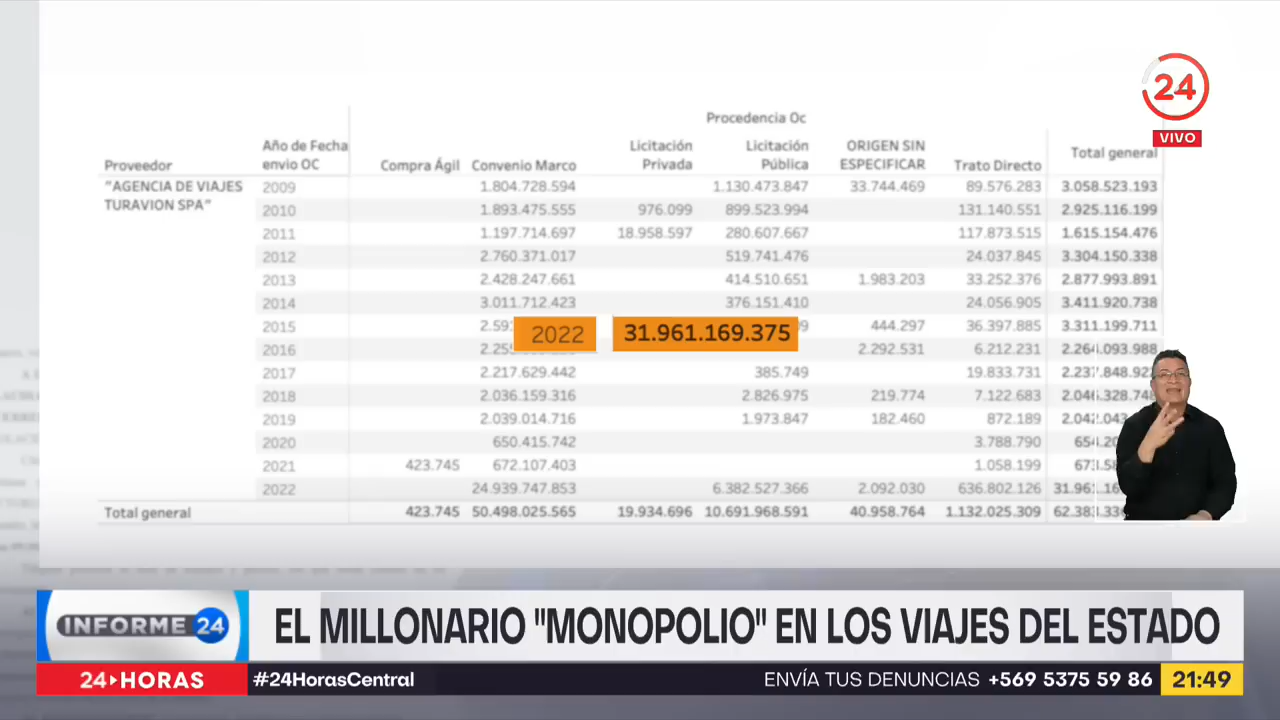 24
VIVO
Procedencia Oc
Proveedor Año de Fecha envio OC Compra Ágil Convenio Marco Licitación Privada Licitación Pública ORIGEN SIN ESPECIFICAR Trato Directo Total general
"AGENCIA DE VIAJES TURAVION SPA" 2009 1.804.728.594 1.130.473.847 33.744.469 89.576.283 3.058.523.193
2010 1.893.475.555 976.099 899.523.994 131.140.551 2.925.116.199
2011 1.197.714.697 18.958.597 280.607.667 117.873.515 1.615.154.476
2012 2.760.371.017 519.741.476 24.037.845 3.304.150.338
2013 2.428.247.661 414.510.651 1.983.203 33.252.376 2.877.993.891
2014 3.011.712.423 376.151.410 24.056.905 3.411.920.738
2015 444.297 36.397.885 3.311.199.711
2022 31.961.169.375
2016 2.292.531 6.212.231 2.264.093.988
2017 2.217.629.442 385.749 19.833.731
2018 2.036.159.316 2.826.975 219.774 7.122.683
2019 2.039.014.716 1.973.847 182.460 872.189
2020 650.415.742 3.788.790
2021 423.745 672.107.403 1.058.199
2022 24.939.747.853 6.382.527.366 2.092.030 636.802.126
Total general 423.745 50.498.025.565 19.934.696 10.691.968.591 40.958.764 1.132.025.309
INFORME 24
EL MILLONARIO "MONOPOLIO" EN LOS VIAJES DEL ESTADO
24 HORAS #24HorasCentral ENVÍA TUS DENUNCIAS +569 5375 59 86 21:49